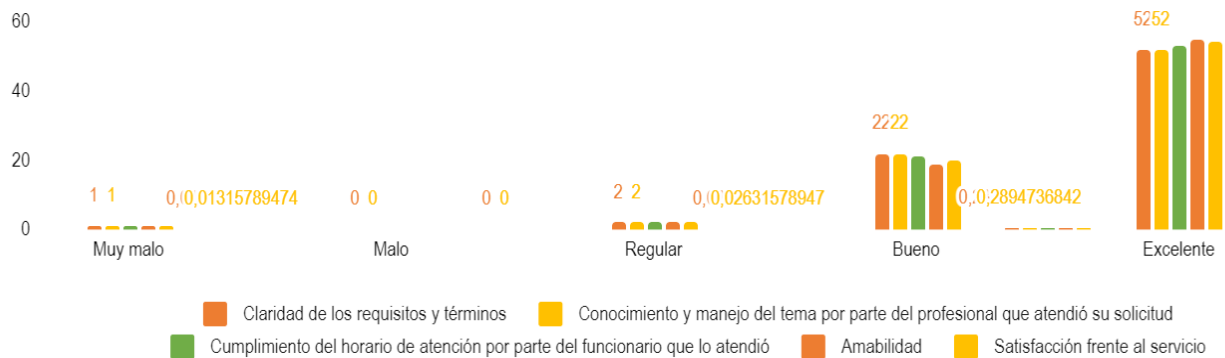 60
5252
40
2222
20
1 1 0,0,01315789474 0 0 0 0 2 2 0,02631578947 0,2894736842
0
Muy malo Malo Regular Bueno Excelente
Claridad de los requisitos y términos Conocimiento y manejo del tema por parte del profesional que atendió su solicitud
Cumplimiento del horario de atención por parte del funcionario que lo atendió Amabilidad Satisfacción frente al servicio